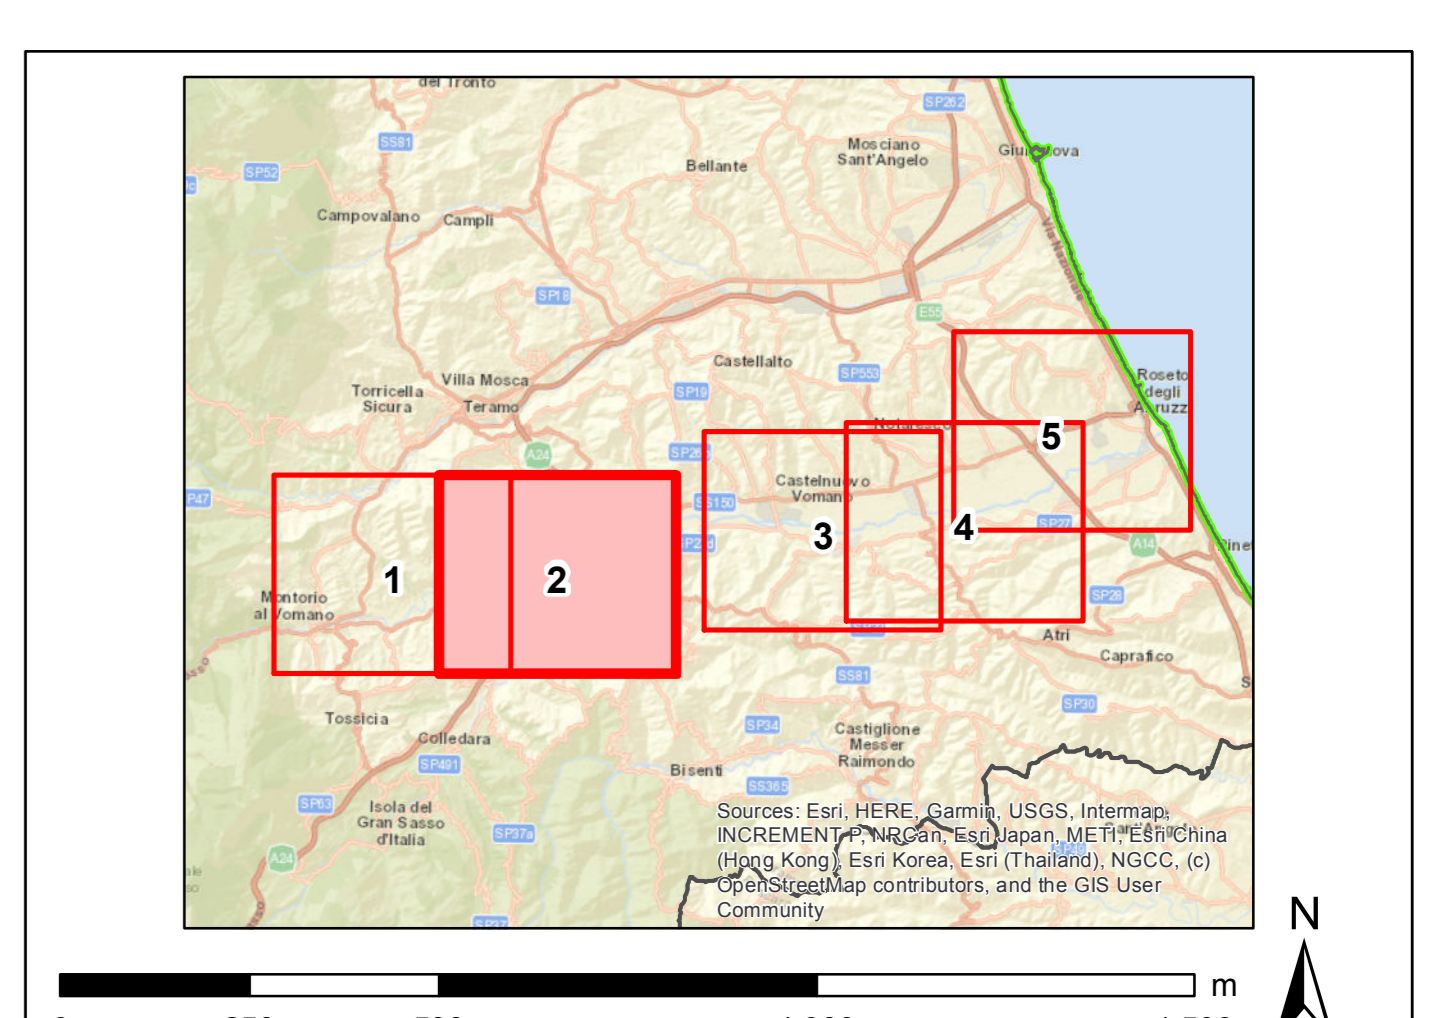 del Tronto
SP262
SS81
Mosciano
Sant'Angelo
Bellante
SP52
Campovalano
Campli
Via Nazionale
SP18
E55
Castellalto
SP553
Villa Mosca
Torricella
Sicura
Teramo
SP19
Roseto
degli
A24
5
Castelnuovo
Vomano
P47
SS150
3
4
SP27
A14
1
2
Montorio
al Vomano
SP28
Atri
Caprafico
SS81
SP30
Tossicia
Colledara
SP34
Castiglione
Messer
Raimondo
SP491
Bisenti
SS365
SP63
Isola del
Gran Sasso
d'Italia
SP37a
A24
Sources: Esri, HERE, Garmin, USGS, Intermap,
INCREMENT P, NRCan, Esri Japan, METI, Esri China
(Hong Kong), Esri Korea, Esri (Thailand), NGCC, (c)
OpenStreetMap contributors, and the GIS User
Community
N
m